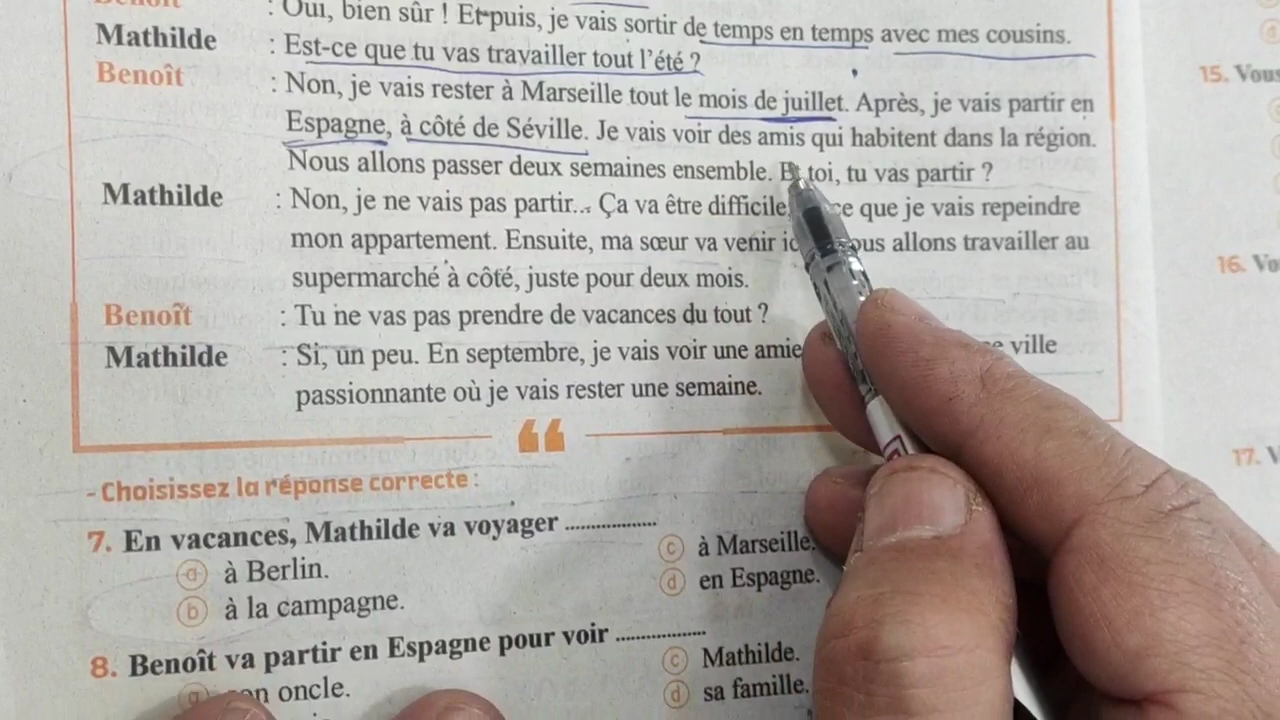 : Oui, bien sûr ! Et puis, je vais sortir de temps en temps avec mes cousins.
Mathilde : Est-ce que tu vas travailler tout l'été ?
Benoît : Non, je vais rester à Marseille tout le mois de juillet. Après, je vais partir en
Espagne, à côté de Séville. Je vais voir des amis qui habitent dans la région.
Nous allons passer deux semaines ensemble. Et toi, tu vas partir ?
Mathilde : Non, je ne vais pas partir... Ça va être difficile, ce que je vais repeindre
mon appartement. Ensuite, ma sœur va venir allons travailler au
supermarché à côté, juste pour deux mois.
Benoît : Tu ne vas pas prendre de vacances du tout ?
Mathilde : Si, un peu. En septembre, je vais voir une amie ville
passionnante où je vais rester une semaine.
- Choisissez la réponse correcte :
7. En vacances, Mathilde va voyager ..................
a à Berlin.
b à la campagne.
c à Marseille.
d en Espagne.
8. Benoît va partir en Espagne pour voir ..................
a oncle.
c Mathilde.
d sa famille.
15. Vous
16. Vo
17. V